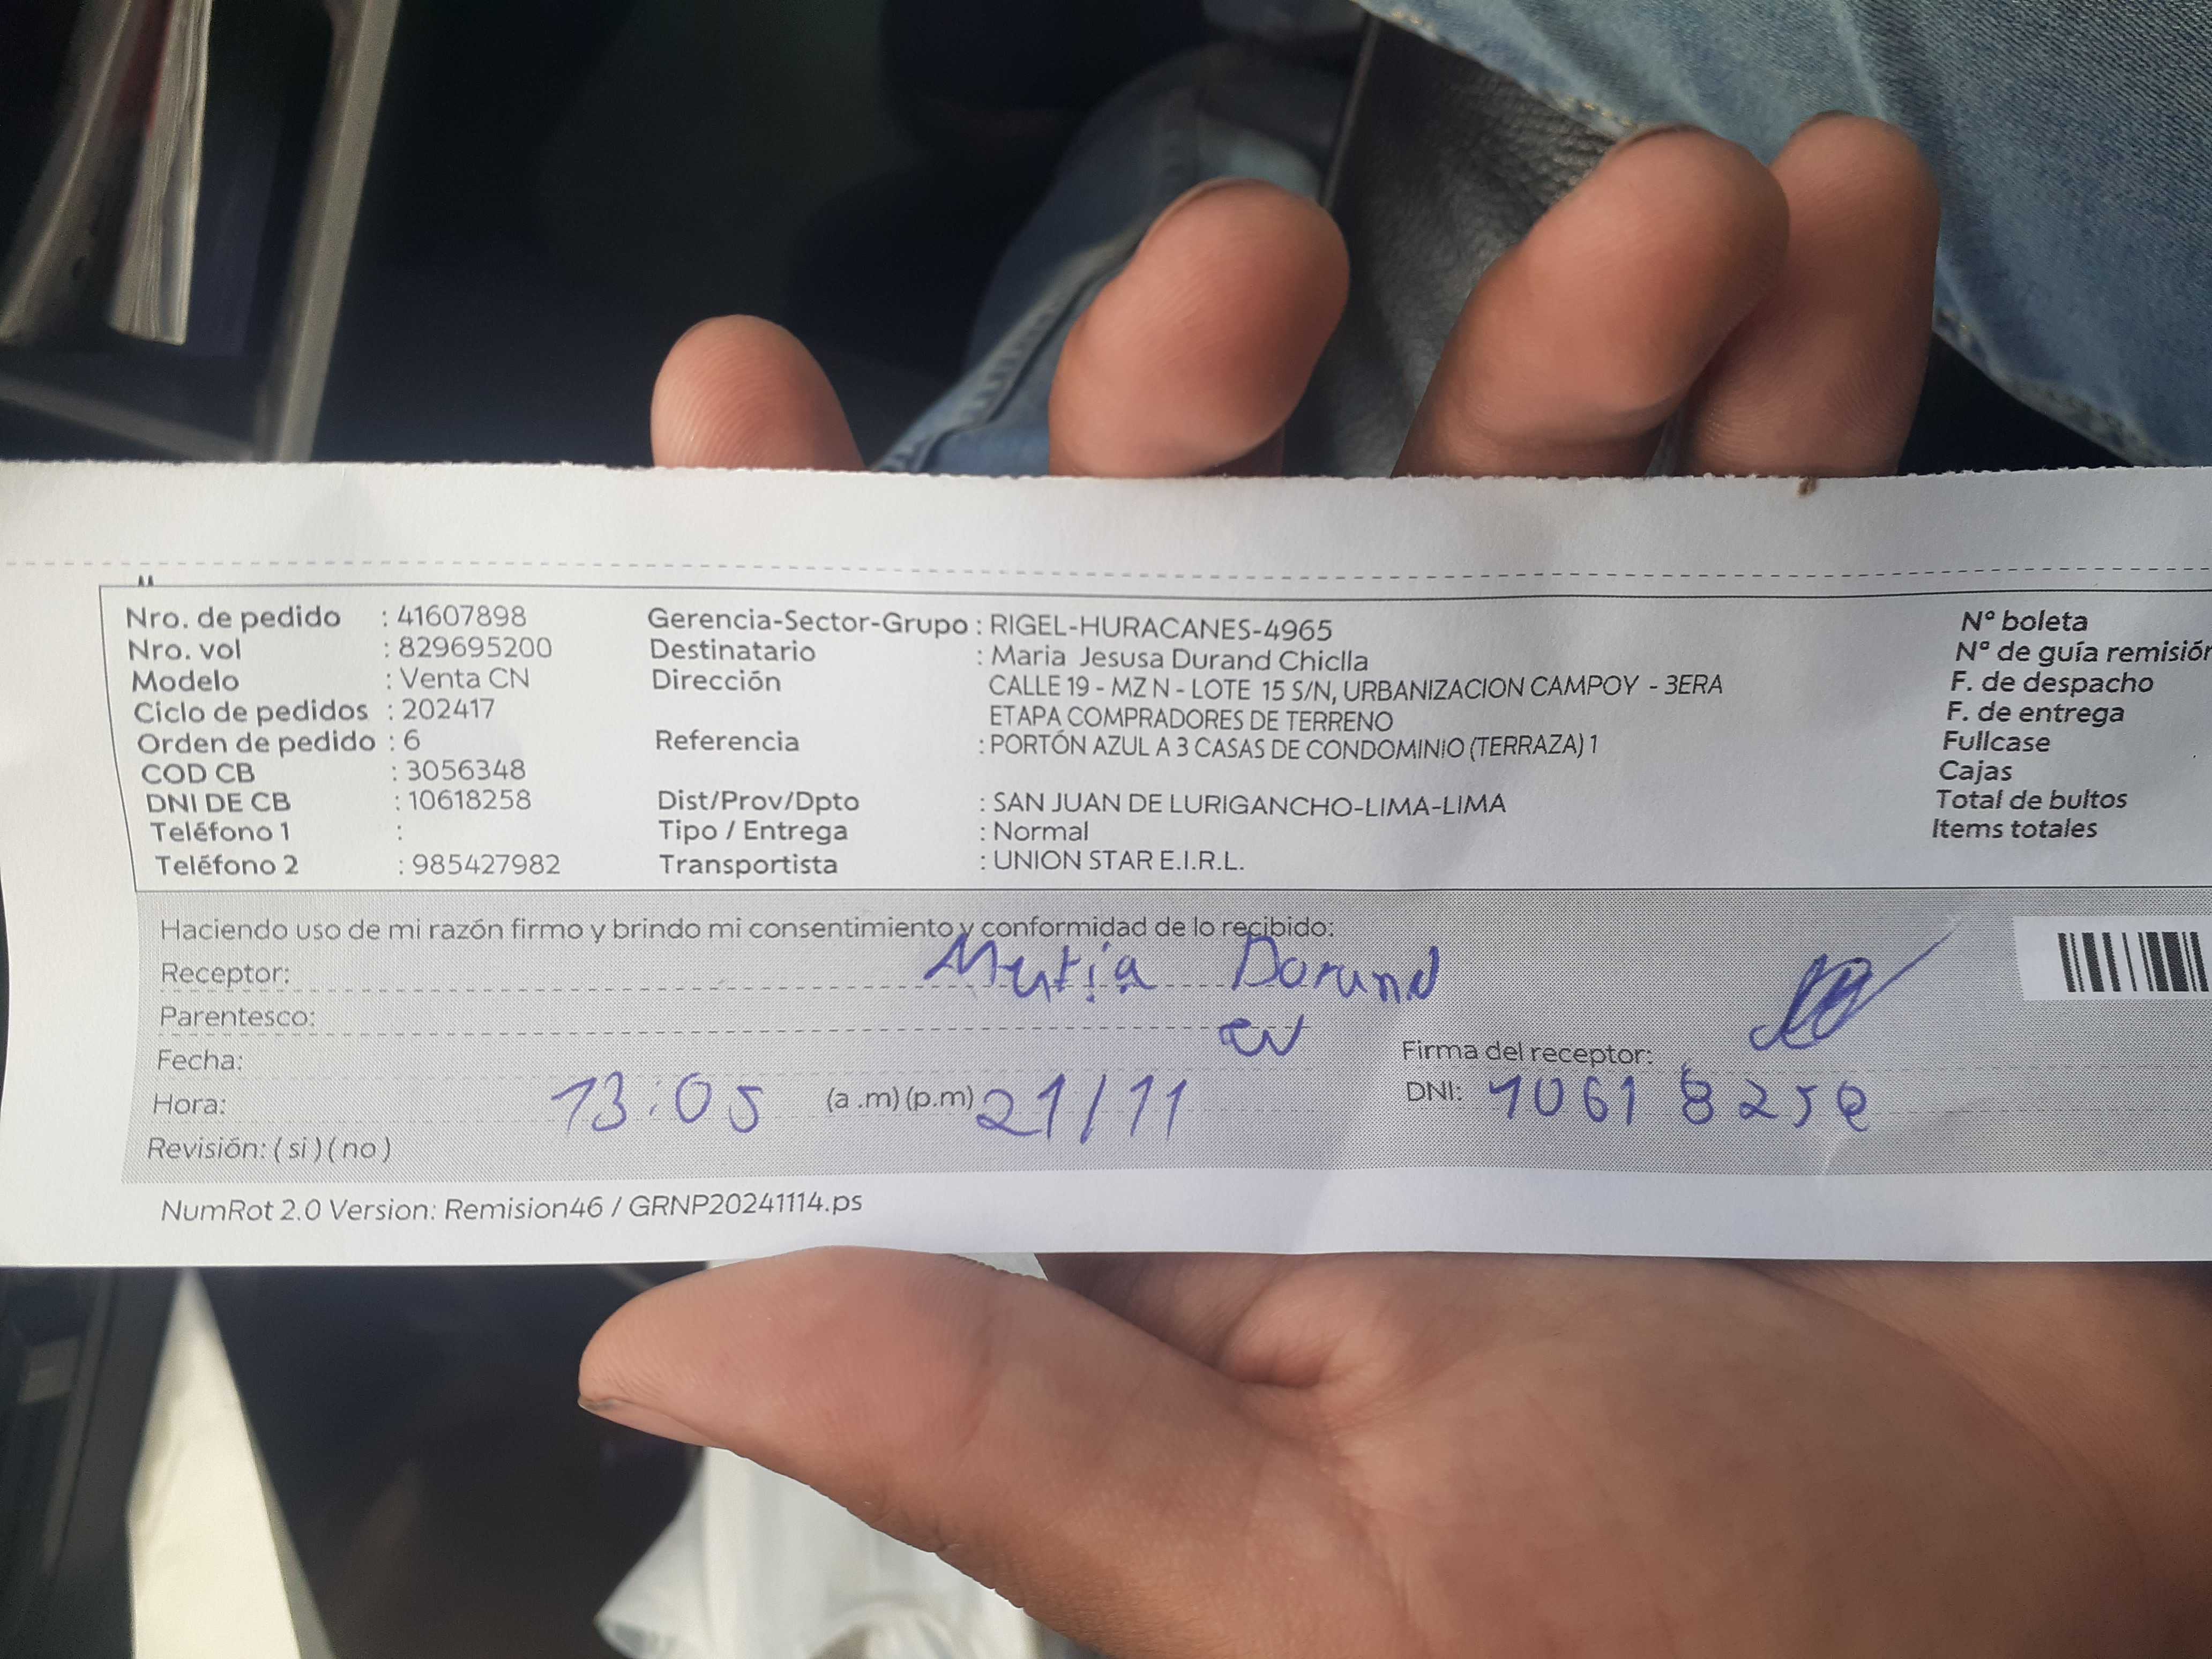 Nro. de pedido : 41607898
Nro. vol : 829695200
Modelo : Venta CN
Ciclo de pedidos : 202417
Orden de pedido : 6
COD CB : 3056348
DNI DE CB : 10618258
Teléfono 1 :
Teléfono 2 : 985427982
Gerencia-Sector-Grupo : RIGEL-HURACANES-4965
Destinatario : Maria Jesusa Durand Chiclla
Dirección CALLE 19 - MZ N - LOTE 15 S/N, URBANIZACION CAMPOY - 3ERA
ETAPA COMPRADORES DE TERRENO
Referencia : PORTÓN AZUL A 3 CASAS DE CONDOMINIO (TERRAZA) 1
Dist/Prov/Dpto : SAN JUAN DE LURIGANCHO-LIMA-LIMA
Tipo / Entrega : Normal
Transportista : UNION STAR E.I.R.L.
N° boleta
N° de guía remisión
F. de despacho
F. de entrega
Fullcase
Cajas
Total de bultos
Items totales
Haciendo uso de mi razón firmo y brindo mi consentimiento y conformidad de lo recibido:
Receptor:
Parentesco:
Fecha:
Firma del receptor:
Hora: 13:05 (a .m) (p.m) 21/11
DNI: 1061 825
Revisión: ( si ) ( no )
NumRot 2.0 Version: Remision46 / GRNP20241114.ps